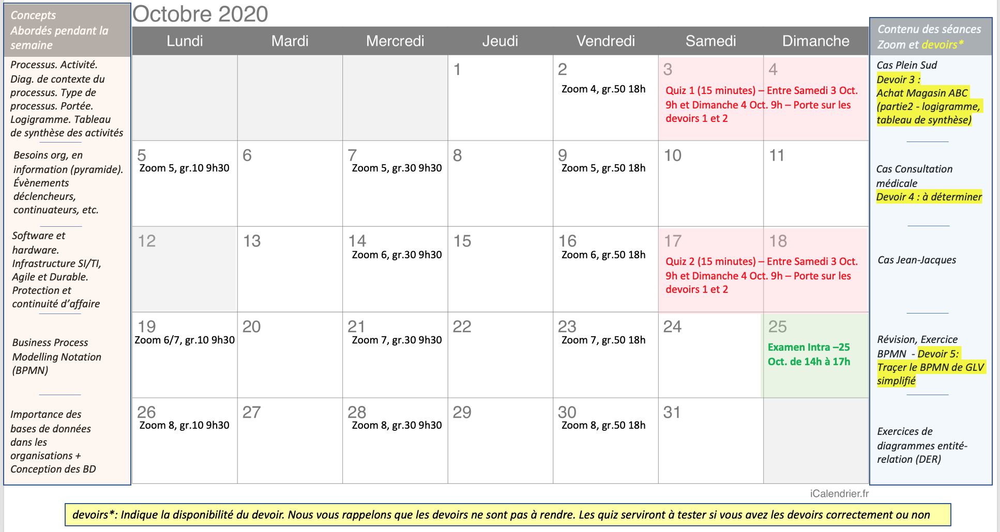 Concepts
Abordés pendant la
semaine
Processus. Activité.
Diag. de contexte du
processus. Type de
processus. Portée.
Logigramme. Tableau
de synthèse des activités
Besoins org, en
information (pyramide).
Évènements
déclencheurs,
continuateurs, etc.
Software et
hardware.
Infrastructure SI/TI,
Agile et Durable.
Protection et
continuité d’affaire
Business Process
Modelling Notation
(BPMN)
Importance des
bases de données
dans les
organisations +
Conception des BD
Octobre 2020
Lundi Mardi Mercredi Jeudi Vendredi Samedi Dimanche
1 2 3 4
Zoom 4, gr.50 18h
Quiz 1 (15 minutes) – Entre Samedi 3 Oct.
9h et Dimanche 4 Oct. 9h – Porte sur les
devoirs 1 et 2
5 6 7 8 9 10 11
Zoom 5, gr.10 9h30 Zoom 5, gr.30 9h30 Zoom 5, gr.50 18h
12 13 14 15 16 17 18
Zoom 6, gr.30 9h30 Zoom 6, gr.50 18h
Quiz 2 (15 minutes) – Entre Samedi 3 Oct.
9h et Dimanche 4 Oct. 9h – Porte sur les
devoirs 1 et 2
19 20 21 22 23 24 25
Zoom 6/7, gr.10 9h30 Zoom 7, gr.30 9h30 Zoom 7, gr.50 18h
Examen Intra –25
Oct. de 14h à 17h
26 27 28 29 30 31
Zoom 8, gr.10 9h30 Zoom 8, gr.30 9h30 Zoom 8, gr.50 18h
iCalendrier.fr
Contenu des séances
Zoom et devoirs*
Cas Plein Sud
Devoir 3 :
Achat Magasin ABC
(partie2 - logigramme,
tableau de synthèse)
Cas Consultation
médicale
Devoir 4 : à déterminer
Cas Jean-Jacques
Révision, Exercice
BPMN - Devoir 5:
Traçer le BPMN de GLV
simplifié
Exercices de
diagrammes entité-
relation (DER)
devoirs*: Indique la disponibilité du devoir. Nous vous rappelons que les devoirs ne sont pas à rendre. Les quiz serviront à tester si vous avez les devoirs correctement ou non